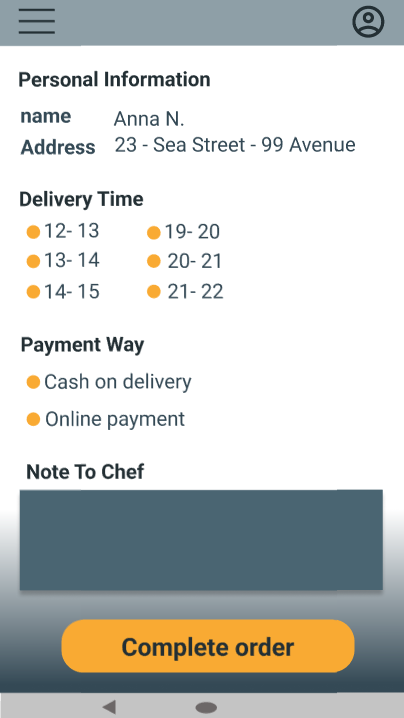 Personal Information
name Anna N.
Address 23 - Sea Street - 99 Avenue
Delivery Time
12- 13 19- 20
13- 14 20- 21
14- 15 21- 22
Payment Way
Cash on delivery
Online payment
Note To Chef
Complete order